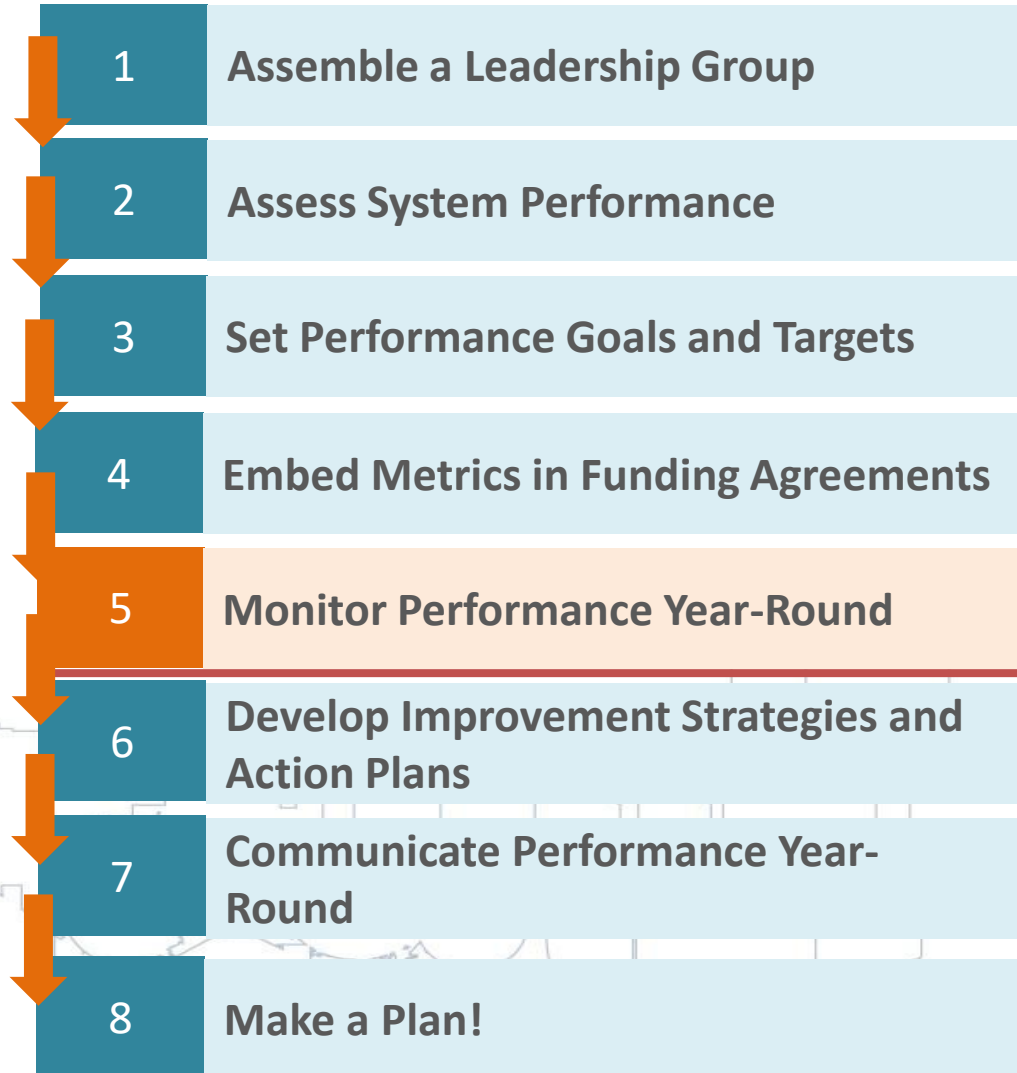 1
Assemble a Leadership Group
2
Assess System Performance
3
Set Performance Goals and Targets
4
Embed Metrics in Funding Agreements
5
Monitor Performance Year-Round
6
Develop Improvement Strategies and
Action Plans
7
Communicate Performance Year-
Round
8
Make a Plan!